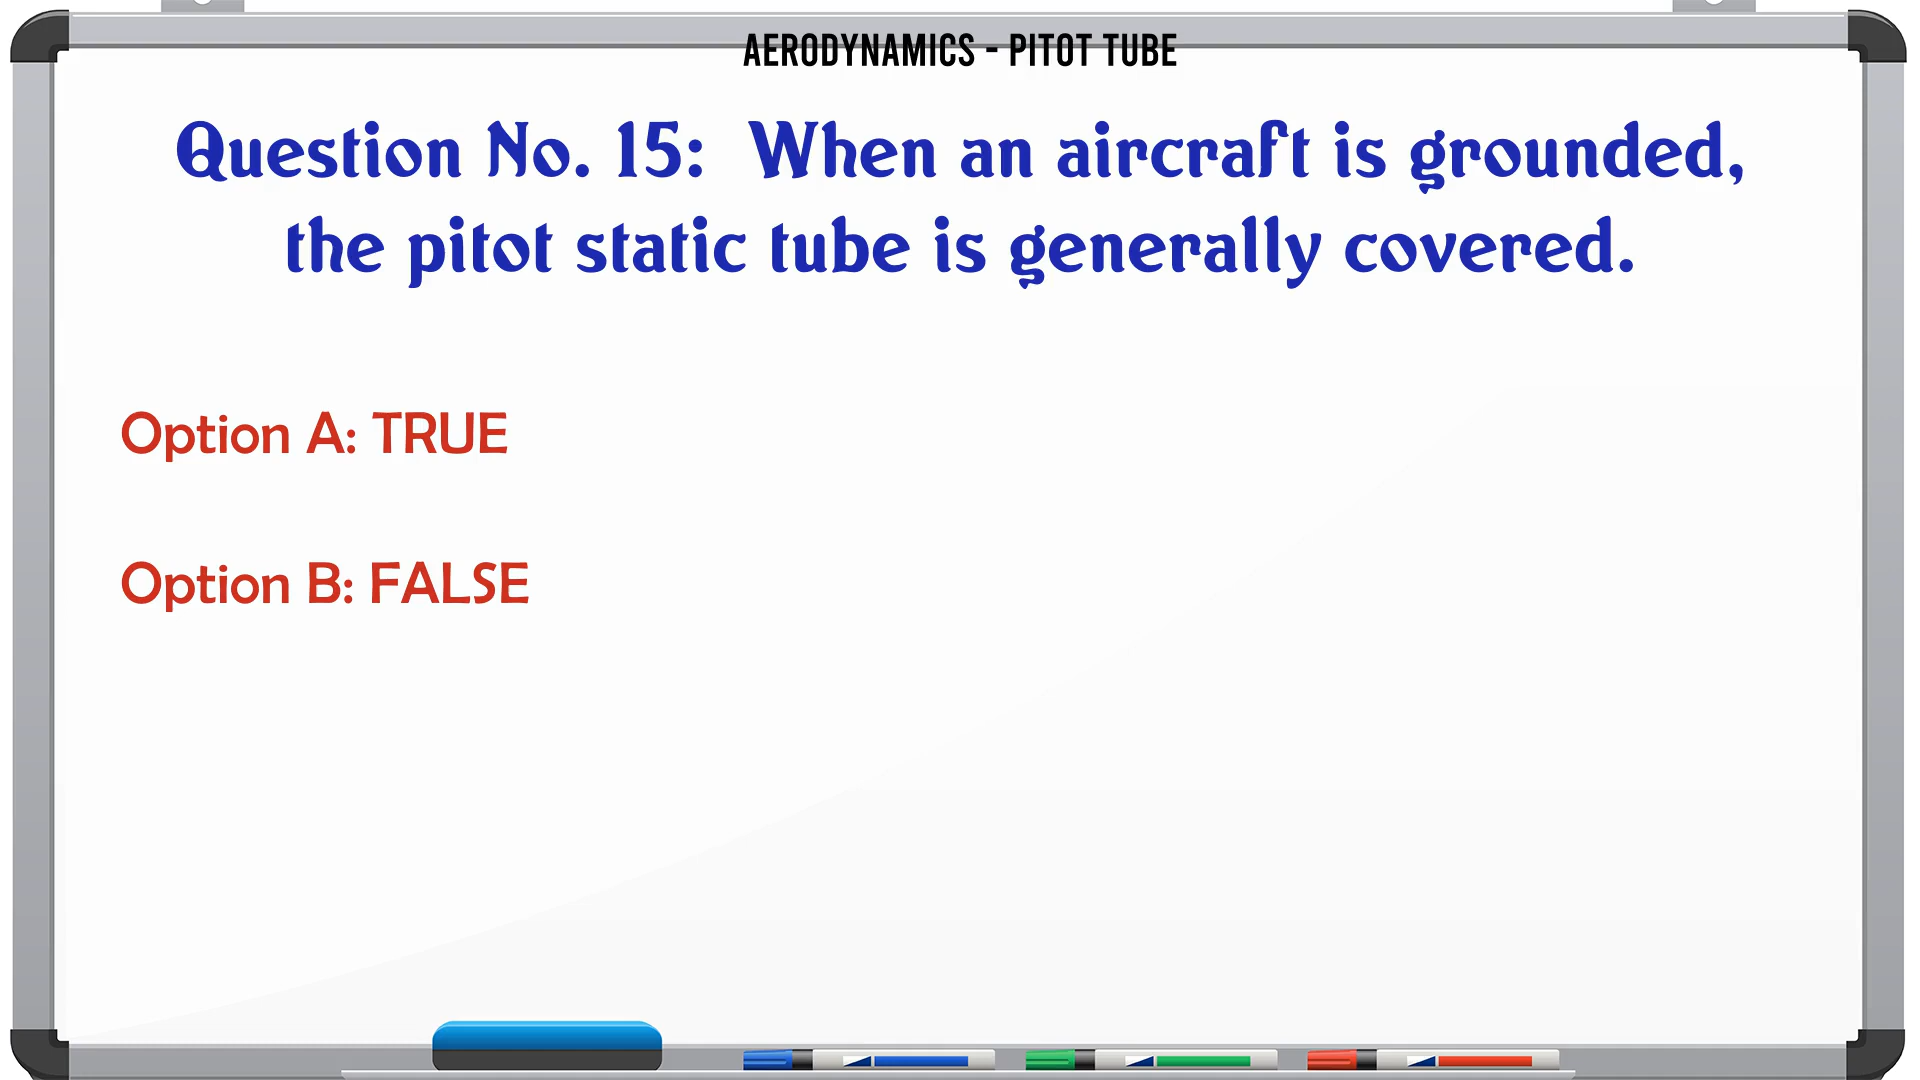 AERODYNAMICS - PITOT TUBE
Question No. 15:  When an aircraft is grounded,
the pitot static tube is generally covered.
Option A: TRUE
Option B: FALSE